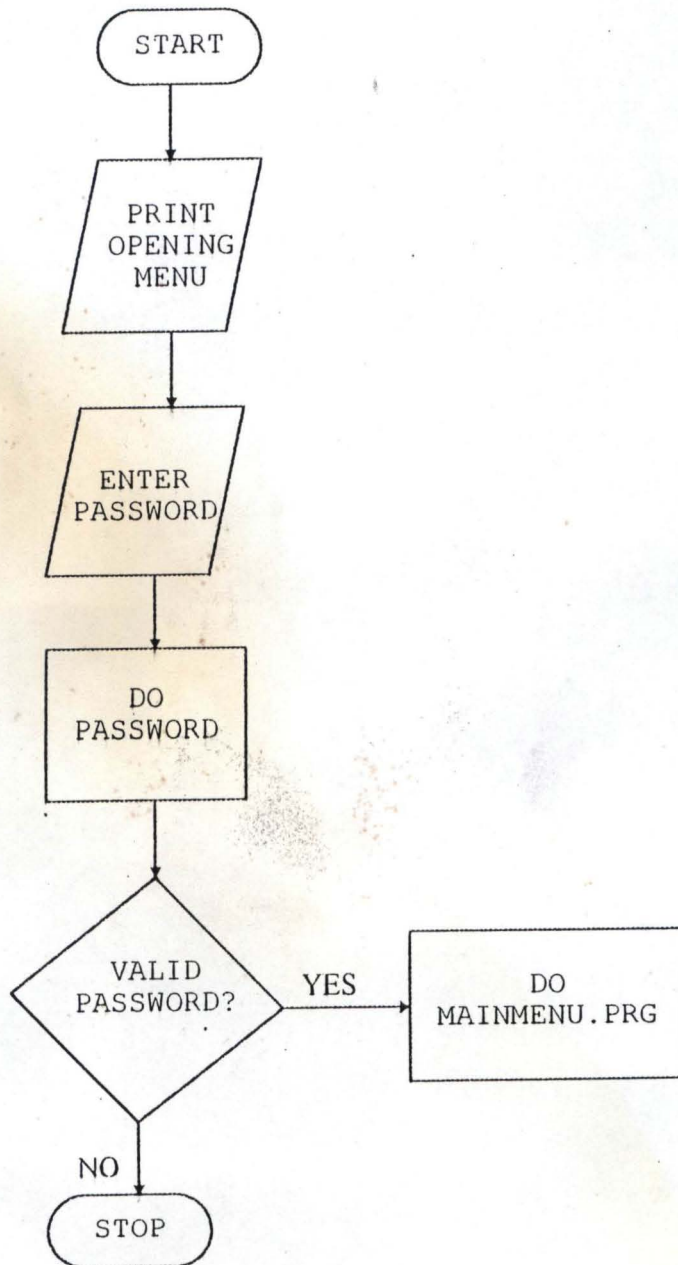 START
PRINT
OPENING
MENU
ENTER
PASSWORD
DO
PASSWORD
VALID
PASSWORD?
YES
DO
MAINMENU.PRG
NO
STOP